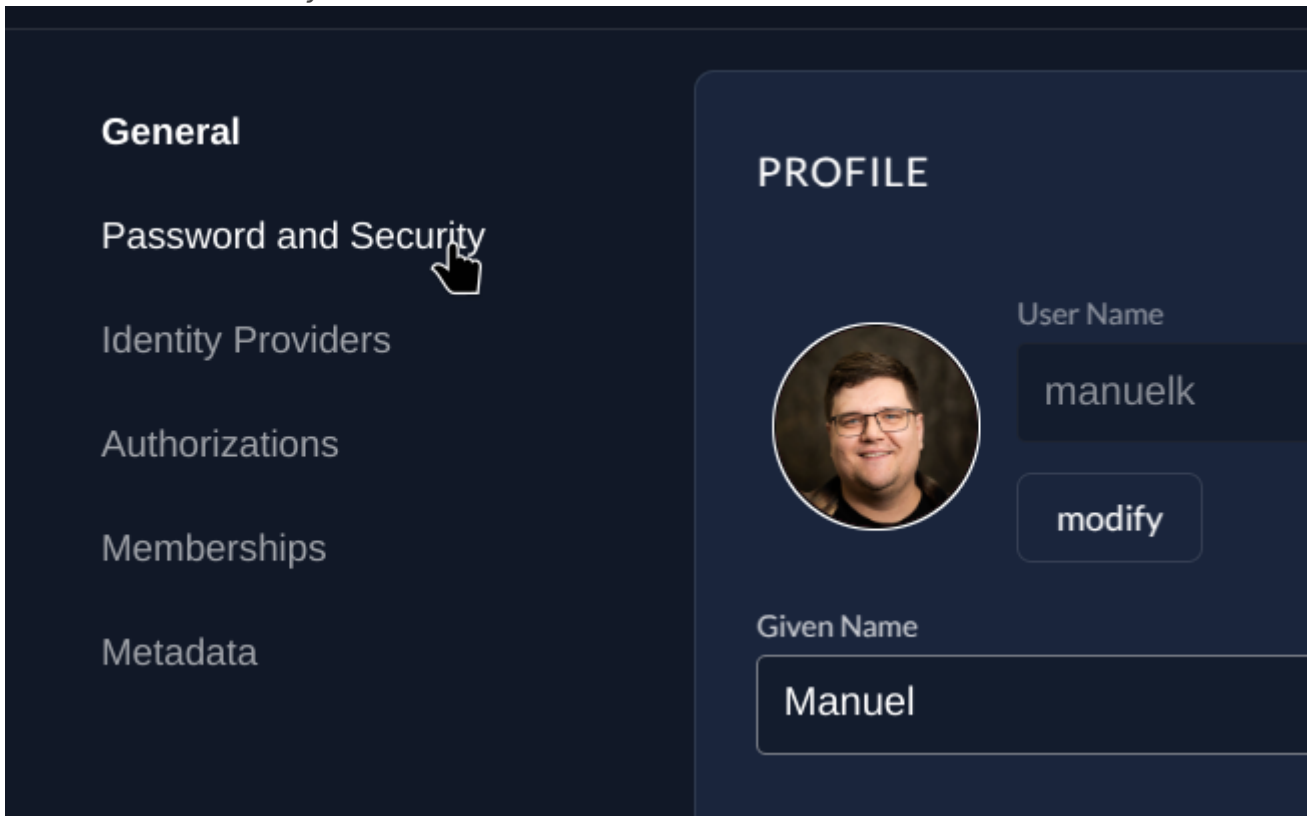 General
Password and Security
Identity Providers
Authorizations
Memberships
Metadata
PROFILE
User Name
manuelk
modify
Given Name
Manuel